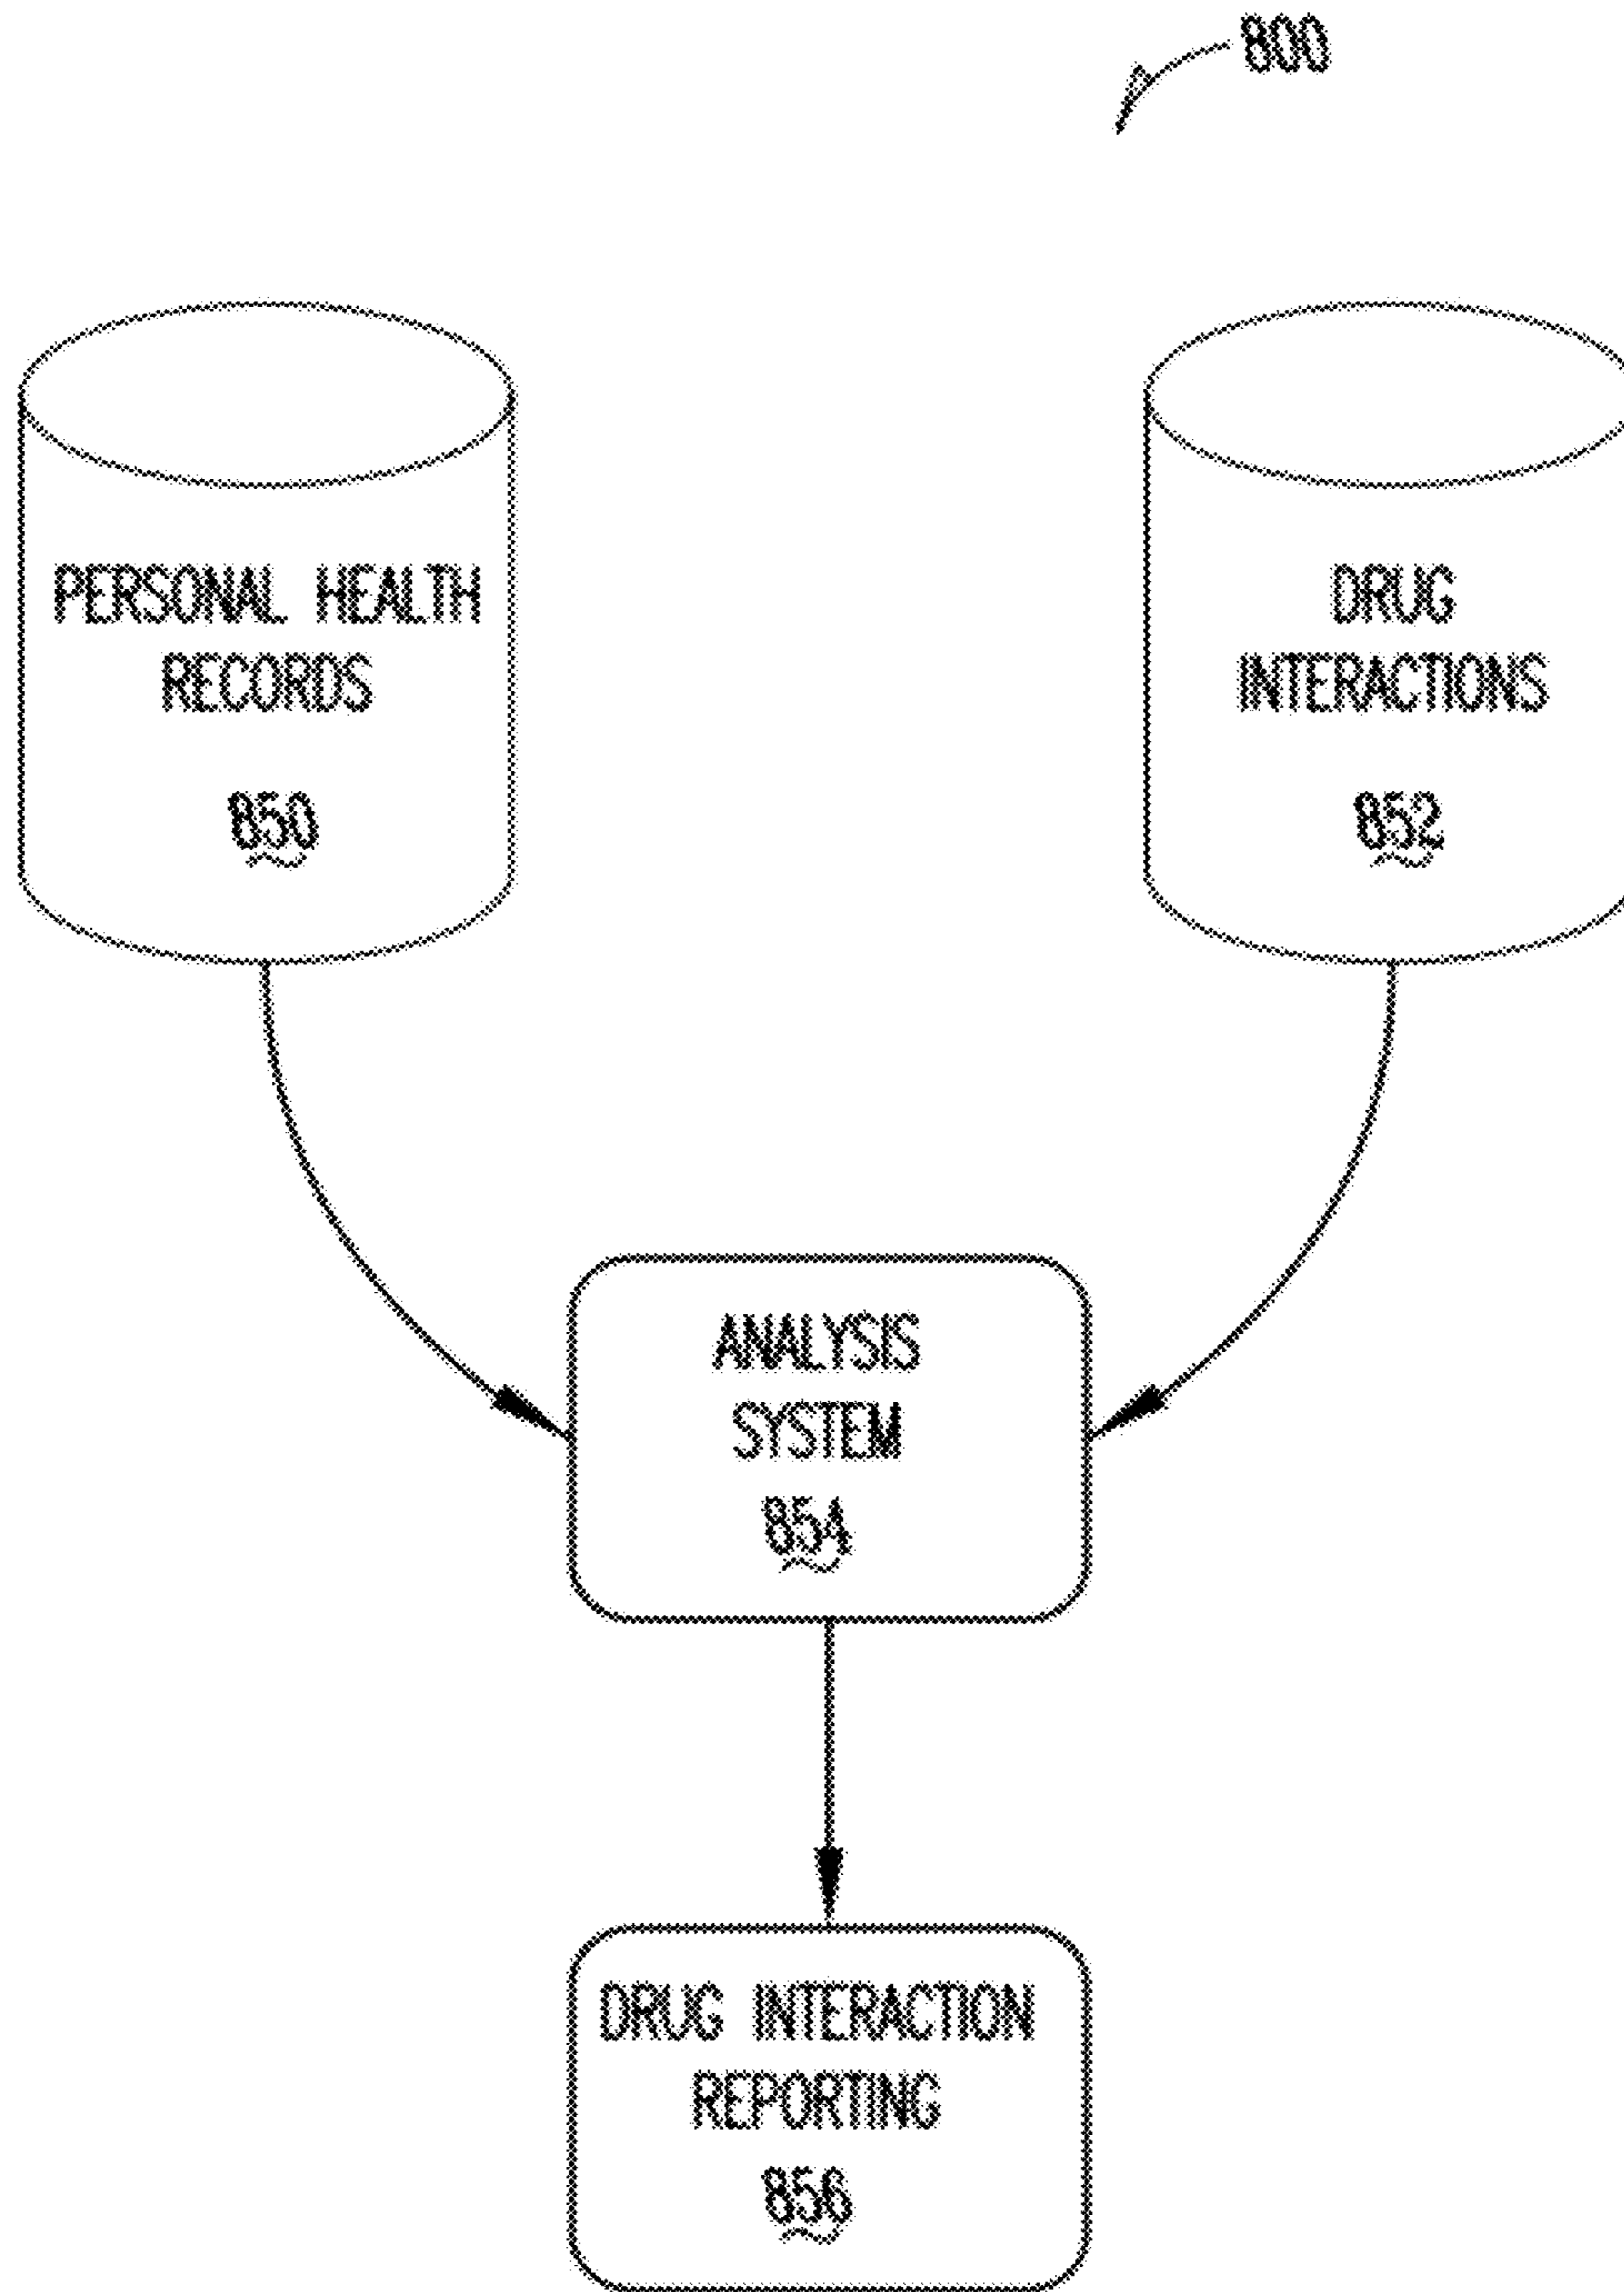 800
PERSONAL HEALTH
RECORDS
850
DRUG
INTERACTIONS
852
ANALYSIS
SYSTEM
854
DRUG INTERACTION
REPORTING
856